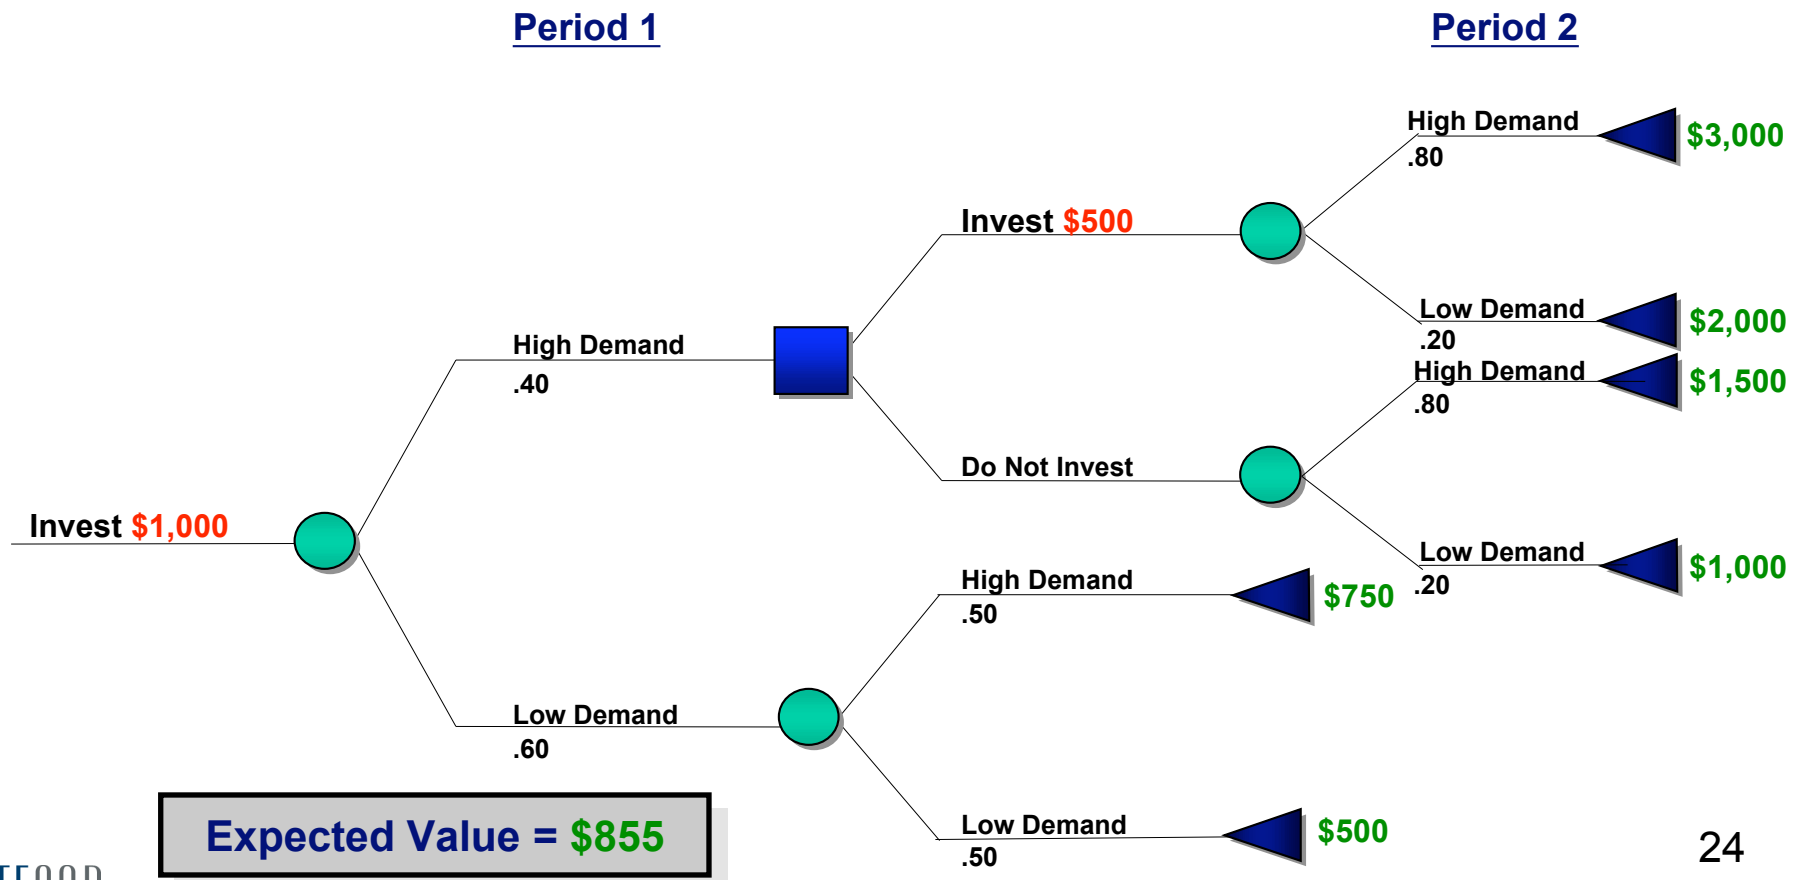 Period 1
Period 2
High Demand
.80
$3,000
Invest $500
Low Demand
.20
$2,000
High Demand
.40
High Demand
.80
$1,500
Do Not Invest
Invest $1,000
Low Demand
.20
$1,000
High Demand
.50
$750
Low Demand
.60
Low Demand
.50
$500
Expected Value = $855
24